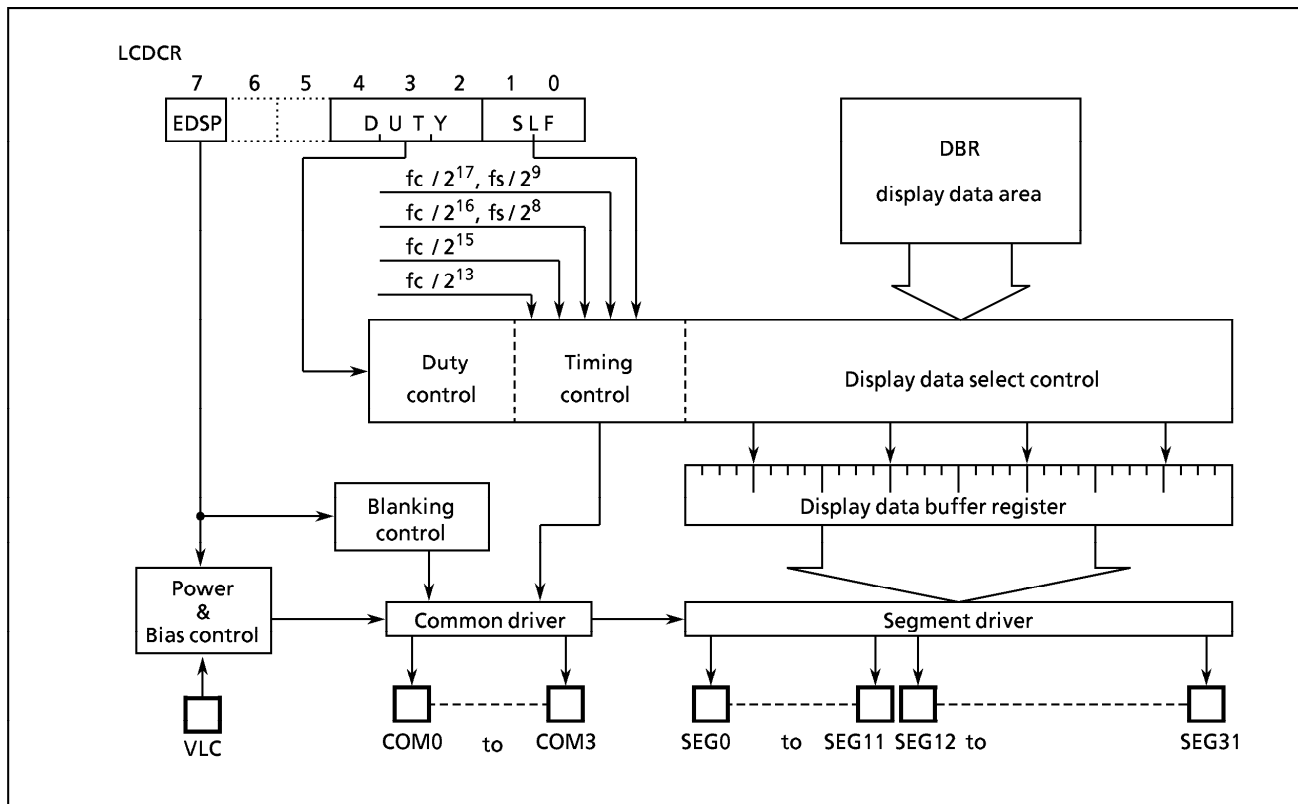 LCDCR
7 6 5 4 3 2 1 0
EDSP DUTY SLF
DBR
display data area
fc / 2^17, fs / 2^9
fc / 2^16, fs / 2^8
fc / 2^15
fc / 2^13
Duty
control
Timing
control
Display data select control
Display data buffer register
Blanking
control
Power
&
Bias control
Common driver
Segment driver
VLC
COM0 to COM3
SEG0 to SEG11 SEG12 to SEG31